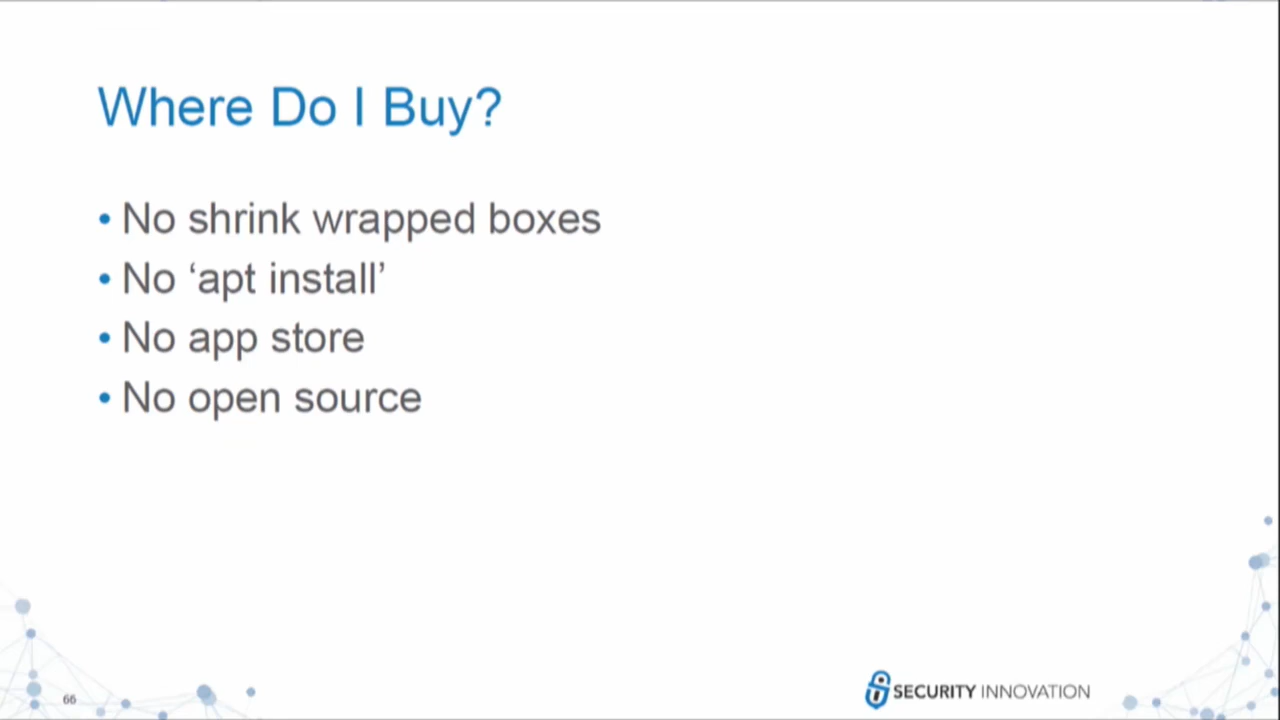 Where Do I Buy?
• No shrink wrapped boxes
• No ‘apt install’
• No app store
• No open source
66
SECURITY INNOVATION